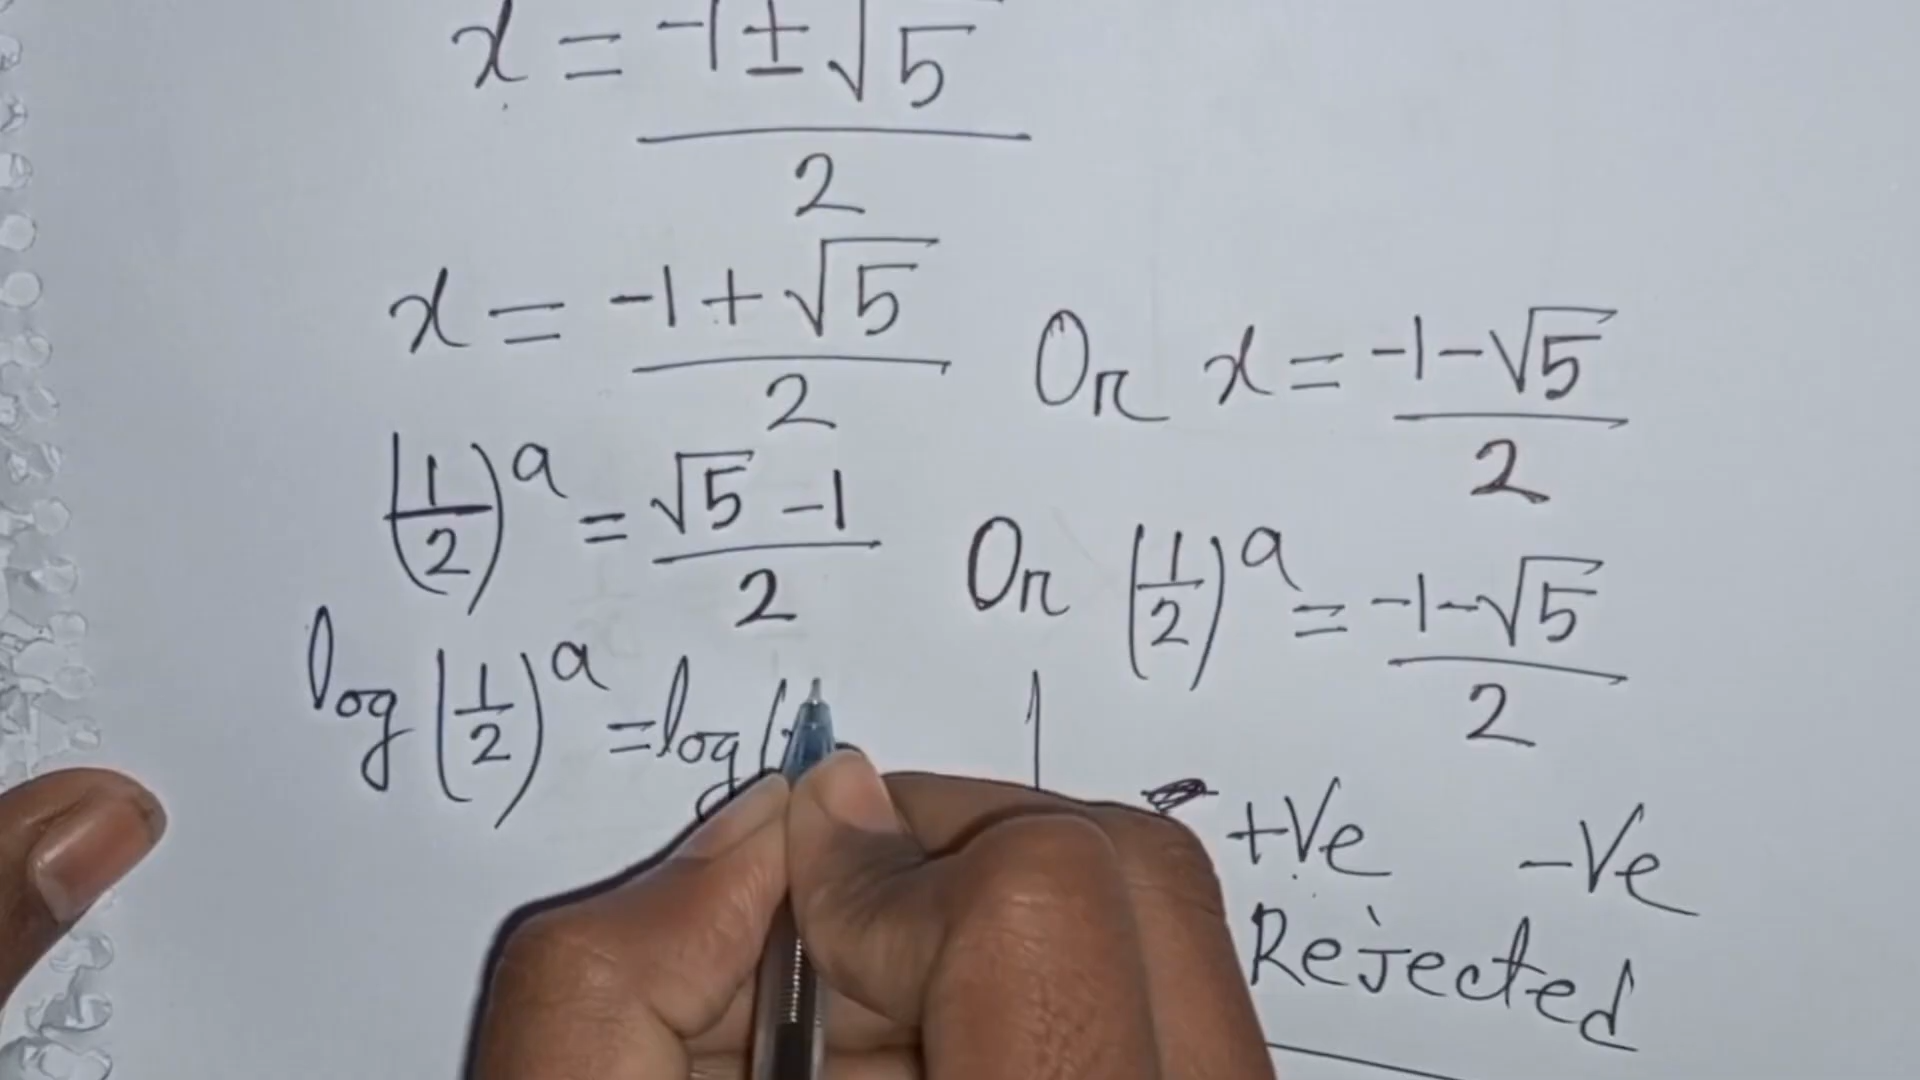 x = (-1 ± √5)/2
x = (-1 + √5)/2 Or x = (-1 - √5)/2
(1/2)^a = (√5 - 1)/2 Or (1/2)^a = (-1 - √5)/2
log(1/2)^a = log(
+Ve -Ve
Rejected